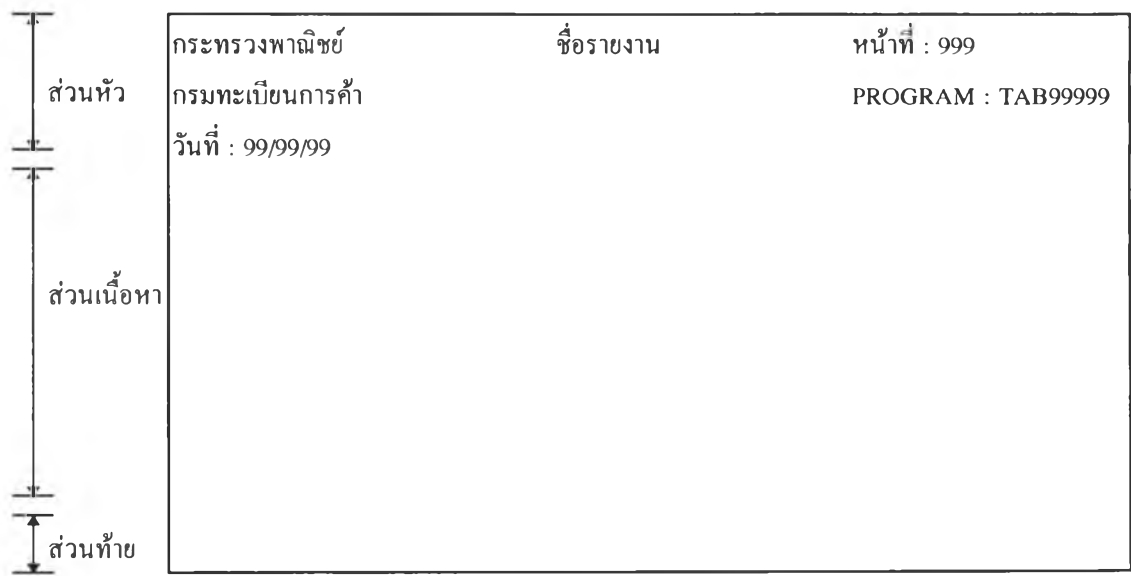 กระทรวงพาณิชย์ ชื่อรายงาน หน้าที่ : 999
ส่วนหัว กรมทะเบียนการค้า PROGRAM : TAB99999
วันที่ : 99/99/99
ส่วนเนื้อหา
ส่วนท้าย